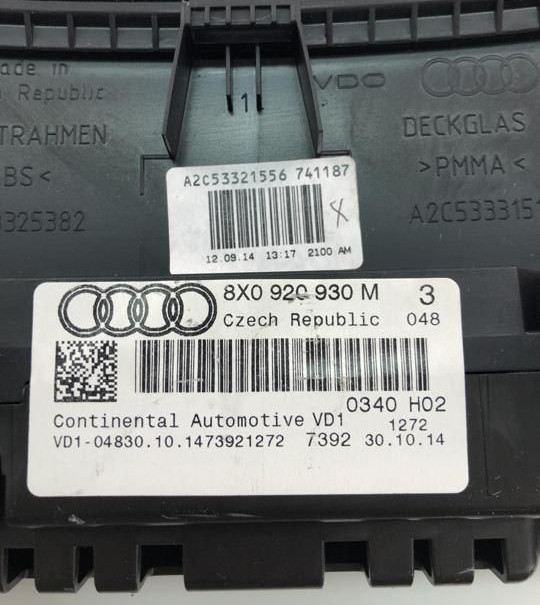 ade in
Republic
TRAHMEN
BS<
325382
1
VDO
DECKGLAS
>PMMA<
A2C533315
A2C53321556 741187
X
12.09.14 13:17 2100 AM
8X0 920 930 M 3
Czech Republic 048
0340 H02
Continental Automotive VD1 1272
VD1-04830.10.1473921272 7392 30.10.14